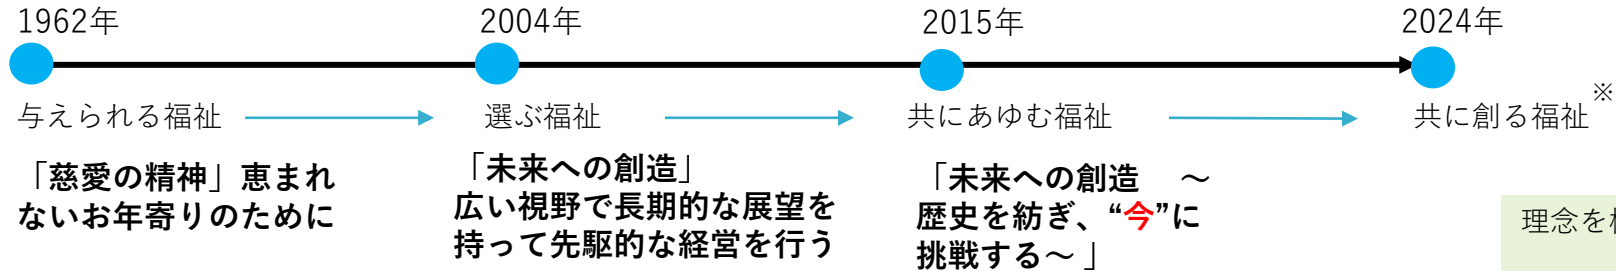 1962年
2004年
2015年
2024年
与えられる福祉
選ぶ福祉
共にあゆむ福祉
共に創る福祉※
「慈愛の精神」恵まれ
ないお年寄りのために
「未来への創造」
広い視野で長期的な展望を
持って先駆的な経営を行う
「未来への創造　～
歴史を紡ぎ、“今”に
挑戦する～」
理念を